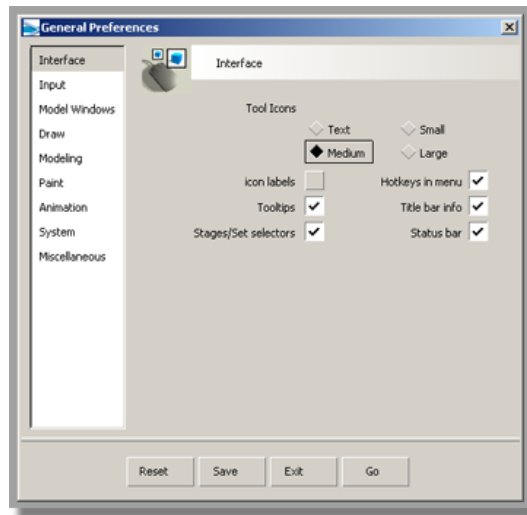 General Preferences
Interface
Input
Model Windows
Draw
Modeling
Paint
Animation
System
Miscellaneous
Interface
Tool Icons
Text Small
Medium Large
icon labels Hotkeys in menu
Tooltips Title bar info
Stages/Set selectors Status bar
Reset Save Exit Go